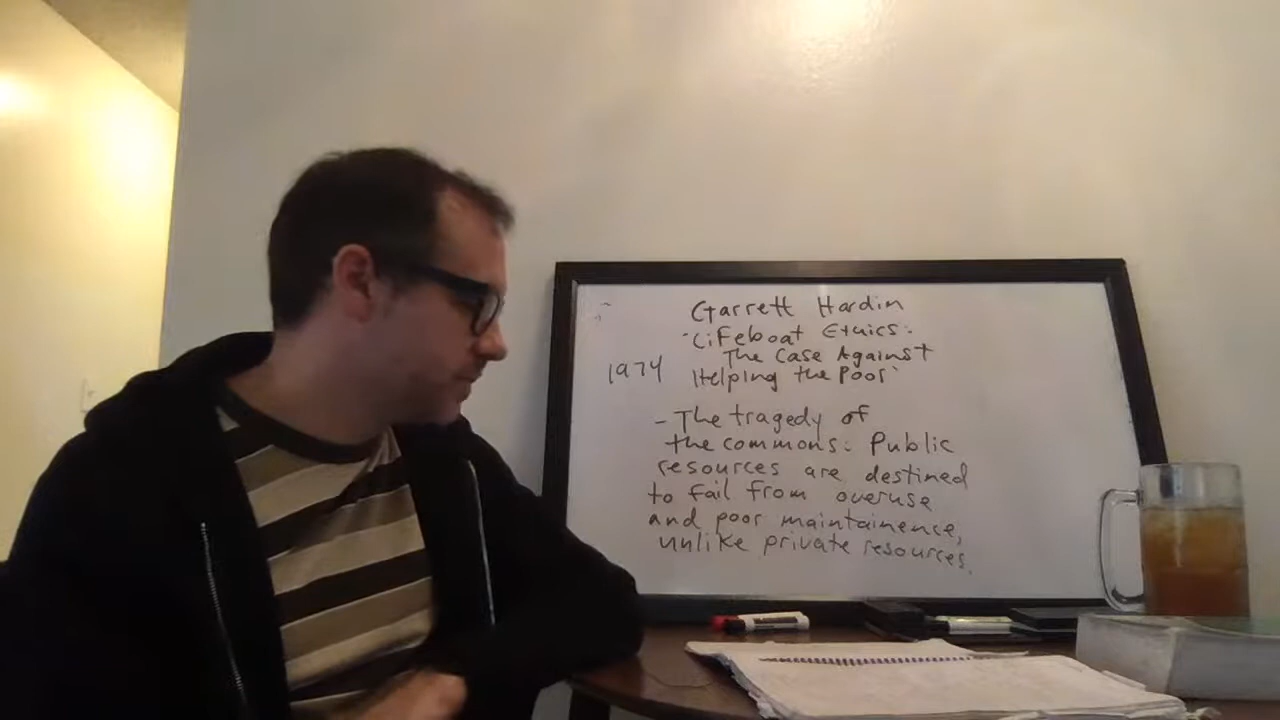 Garrett Hardin
"Lifeboat Ethics:
The Case Against
1974 Helping the Poor"
- The tragedy of
the commons: Public
resources are destined
to fail from overuse
and poor maintainence,
unlike private resources.